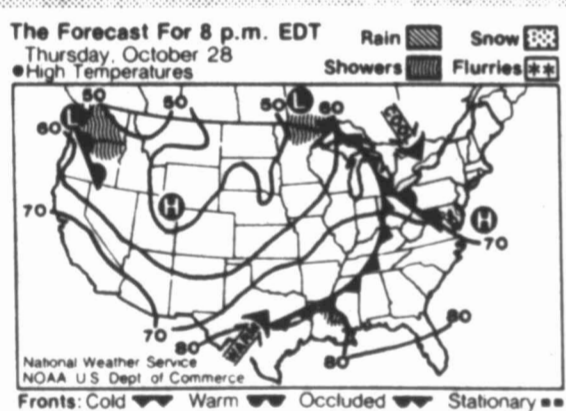 The Forecast For 8 p.m. EDT
Thursday, October 28
High Temperatures
Rain Snow
Showers Flurries
50 50 50 60
60
L
L
70
H
H
70
70
80
WARM
80
80
National Weather Service
NOAA U S Dept of Commerce
Fronts: Cold Warm Occluded Stationary